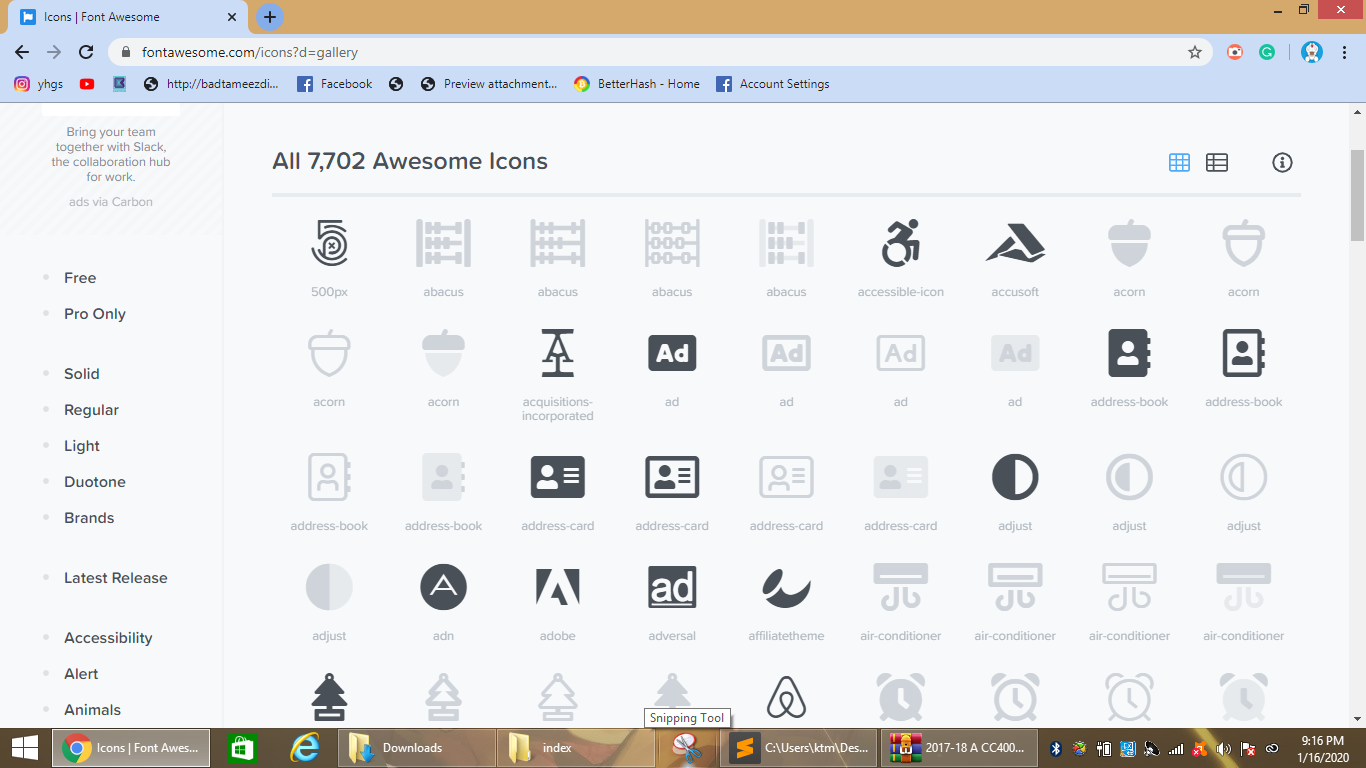 Icons | Font Awesome
fontawesome.com/icons?d=gallery
yhgs
http://badtameezdi...
Facebook
Preview attachment...
BetterHash - Home
Account Settings
Bring your team
together with Slack,
the collaboration hub
for work.
ads via Carbon
Free
Pro Only
Solid
Regular
Light
Duotone
Brands
Latest Release
Accessibility
Alert
Animals
All 7,702 Awesome Icons
500px abacus abacus abacus abacus accessible-icon accusoft acorn acorn
Ad Ad Ad Ad
acorn acorn acquisitions-incorporated ad ad ad ad address-book address-book
address-book address-book address-card address-card address-card address-card adjust adjust adjust
ad
adjust adn adobe adversal affiliatetheme air-conditioner air-conditioner air-conditioner air-conditioner
Snipping Tool
Icons | Font Awes...
Downloads
index
C:\Users\ktm\Des...
2017-18 A CC400...
9:16 PM
1/16/2020